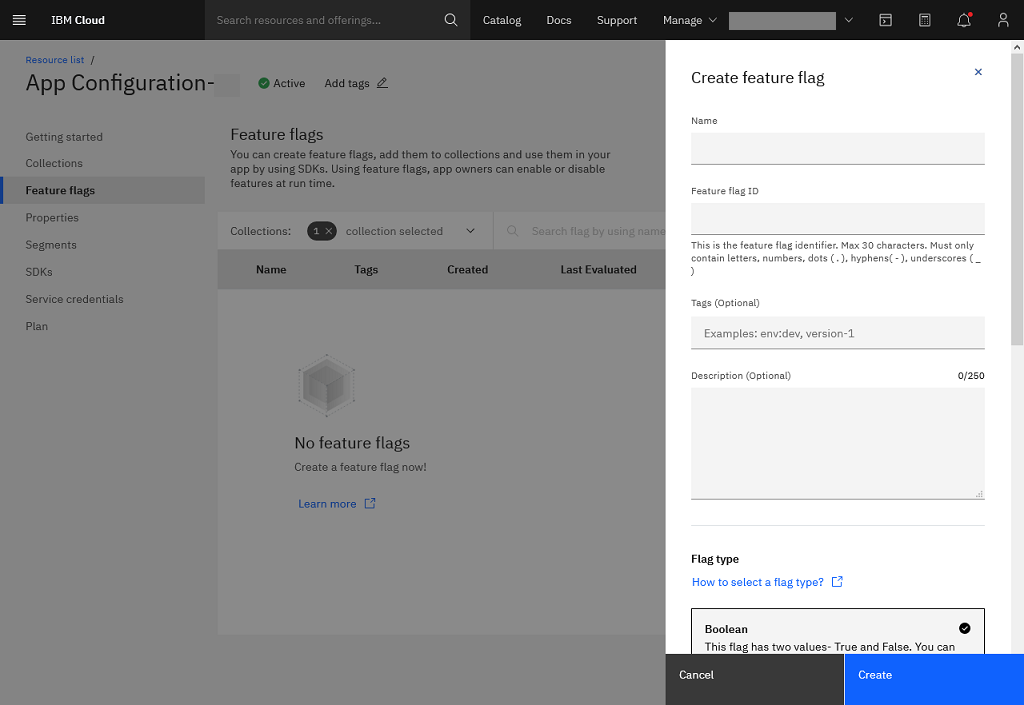 IBM Cloud
Search resources and offerings...
Catalog
Docs
Support
Manage
Resource list /
App Configuration-
Active
Add tags
Getting started
Collections
Feature flags
Properties
Segments
SDKs
Service credentials
Plan
Feature flags
You can create feature flags, add them to collections and use them in your
app by using SDKs. Using feature flags, app owners can enable or disable
features at run time.
Collections: 1 × collection selected
Search flag by using name
Name Tags Created Last Evaluated
No feature flags
Create a feature flag now!
Learn more
Create feature flag
Name
Feature flag ID
This is the feature flag identifier. Max 30 characters. Must only
contain letters, numbers, dots ( . ), hyphens( - ), underscores ( _
)
Tags (Optional)
Examples: env:dev, version-1
Description (Optional) 0/250
Flag type
How to select a flag type?
Boolean
This flag has two values- True and False. You can
Cancel
Create